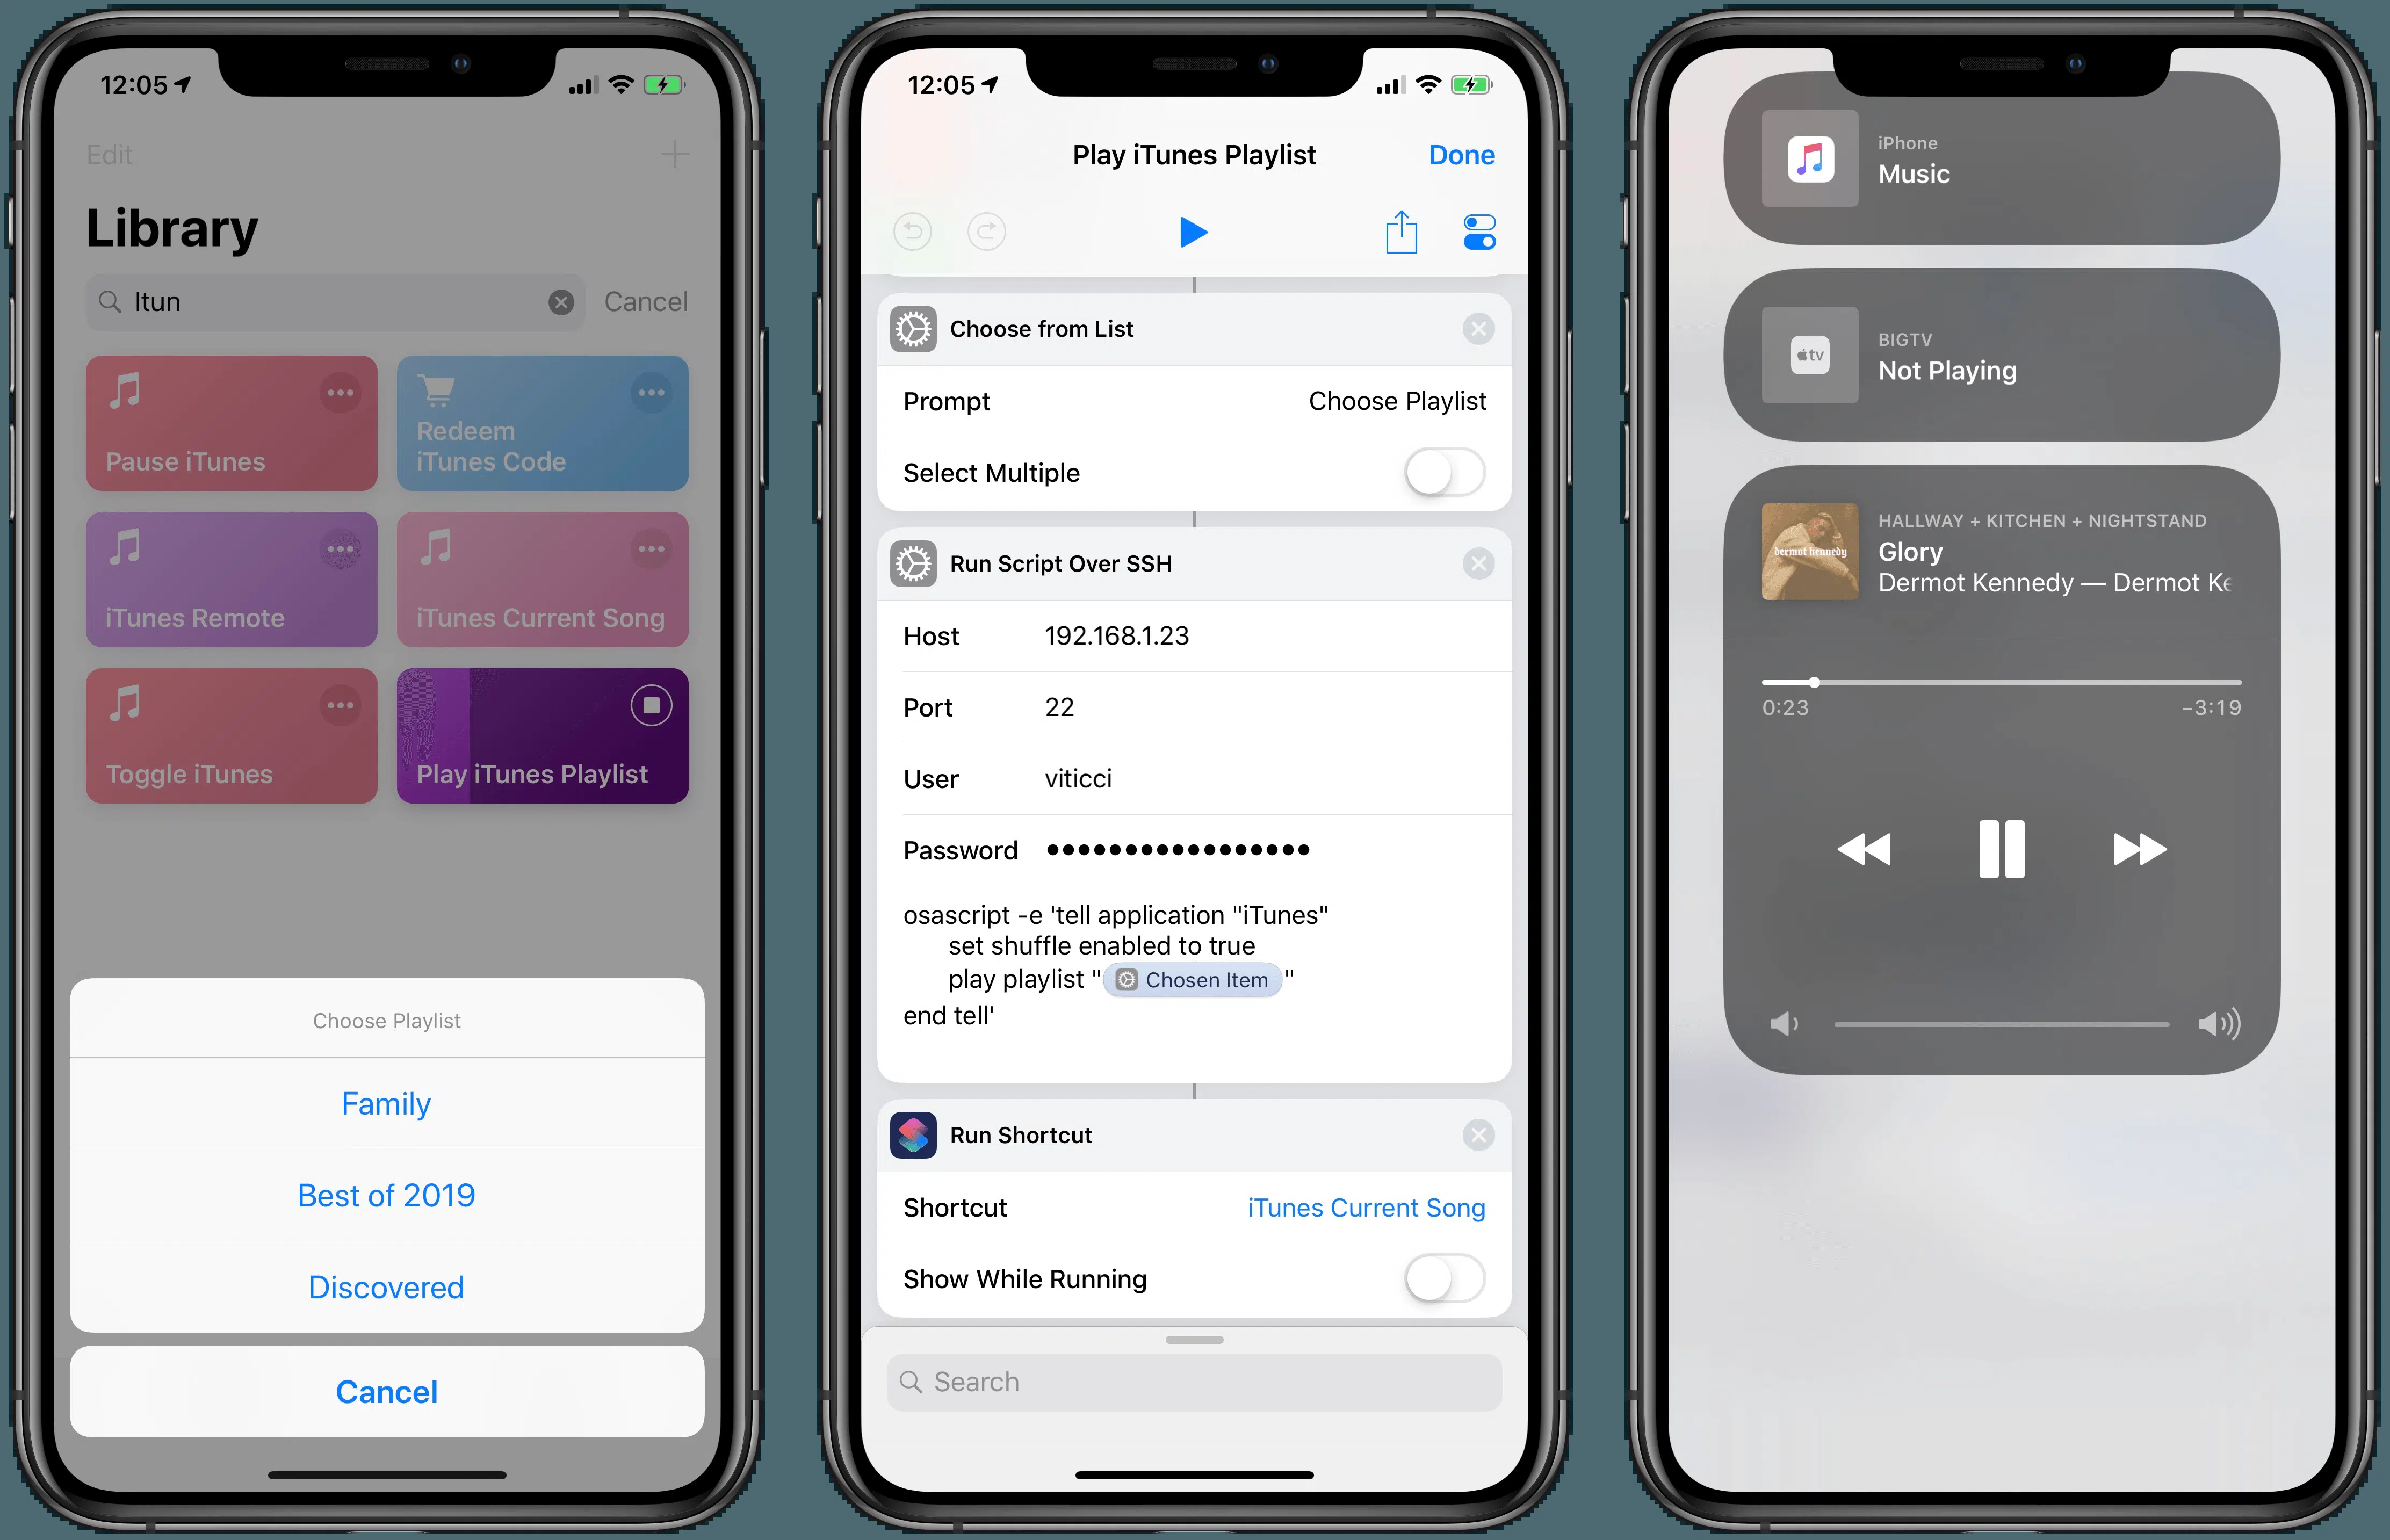 12:05
Edit
Library
Itun
Cancel
Pause iTunes
Redeem
iTunes Code
iTunes Remote
iTunes Current Song
Toggle iTunes
Play iTunes Playlist
Choose Playlist
Family
Best of 2019
Discovered
Cancel
12:05
Play iTunes Playlist
Done
Choose from List
Prompt Choose Playlist
Select Multiple
Run Script Over SSH
Host 192.168.1.23
Port 22
User viticci
Password ●●●●●●●●●●●●●●●●●
osascript -e 'tell application "iTunes"
set shuffle enabled to true
play playlist "Chosen Item"
end tell'
Run Shortcut
Shortcut iTunes Current Song
Show While Running
Search
iPhone
Music
tv
BIGTV
Not Playing
dermot kennedy
HALLWAY + KITCHEN + NIGHTSTAND
Glory
Dermot Kennedy — Dermot Ke
0:23 −3:19